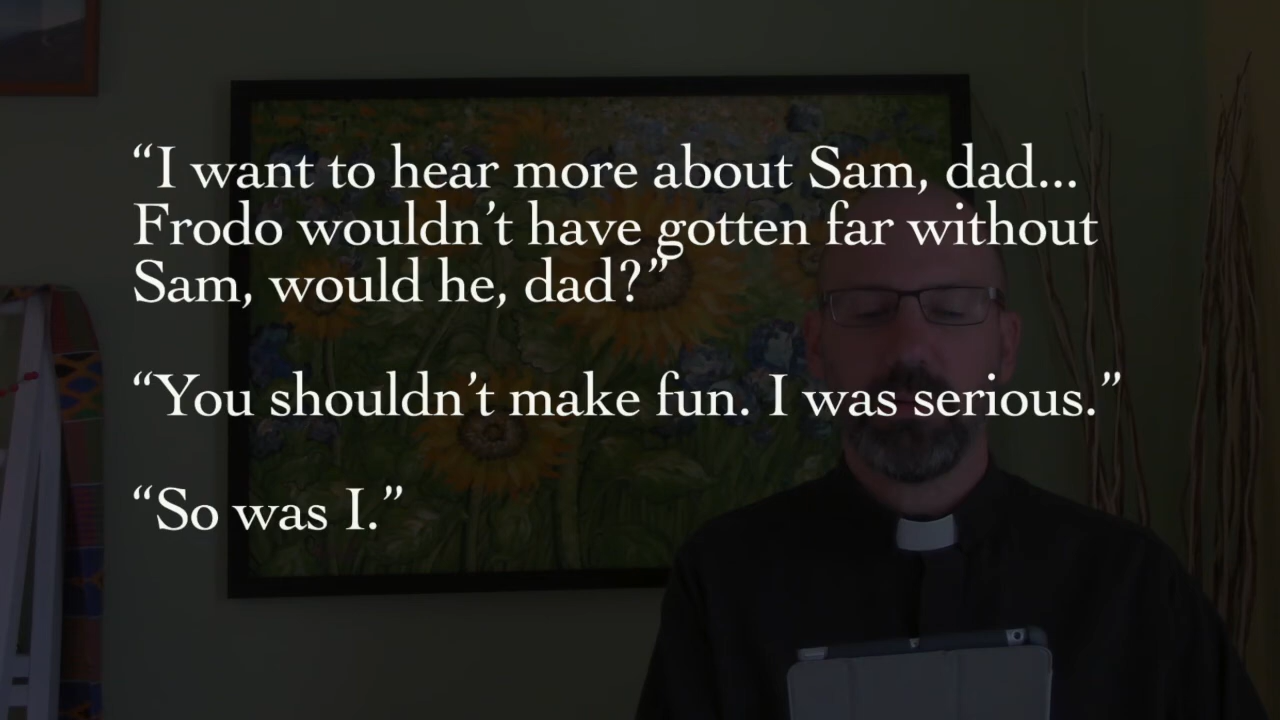 “I want to hear more about Sam, dad...
Frodo wouldn’t have gotten far without
Sam, would he, dad?”
“You shouldn’t make fun. I was serious.”
“So was I.”